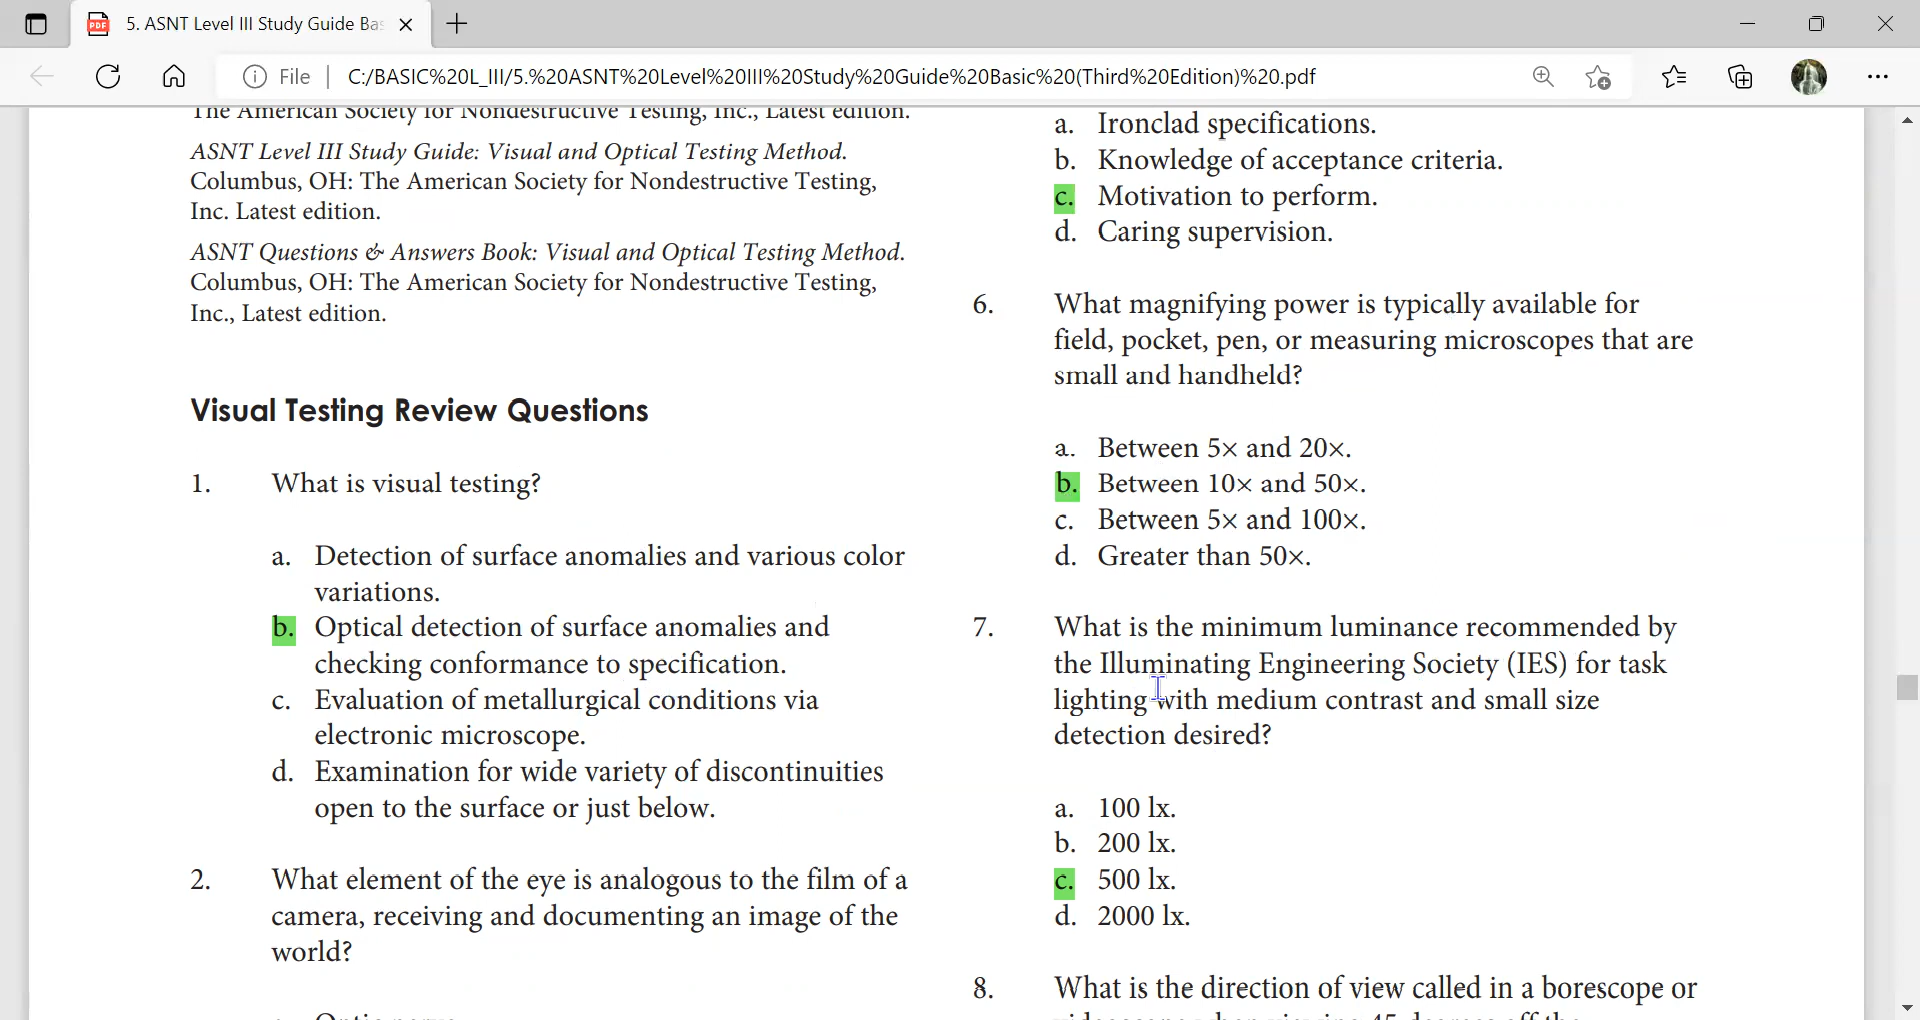 5. ASNT Level III Study Guide Bas
File
C:/BASIC%20L_III/5.%20ASNT%20Level%20III%20Study%20Guide%20Basic%20(Third%20Edition)%20.pdf
The American Society for Nondestructive Testing, Inc., Latest edition.
ASNT Level III Study Guide: Visual and Optical Testing Method.
Columbus, OH: The American Society for Nondestructive Testing,
Inc. Latest edition.
ASNT Questions & Answers Book: Visual and Optical Testing Method.
Columbus, OH: The American Society for Nondestructive Testing,
Inc., Latest edition.
Visual Testing Review Questions
1. What is visual testing?
a. Detection of surface anomalies and various color
variations.
b. Optical detection of surface anomalies and
checking conformance to specification.
c. Evaluation of metallurgical conditions via
electronic microscope.
d. Examination for wide variety of discontinuities
open to the surface or just below.
2. What element of the eye is analogous to the film of a
camera, receiving and documenting an image of the
world?
a. Ironclad specifications.
b. Knowledge of acceptance criteria.
c. Motivation to perform.
d. Caring supervision.
6. What magnifying power is typically available for
field, pocket, pen, or measuring microscopes that are
small and handheld?
a. Between 5× and 20×.
b. Between 10× and 50×.
c. Between 5× and 100×.
d. Greater than 50×.
7. What is the minimum luminance recommended by
the Illuminating Engineering Society (IES) for task
lighting with medium contrast and small size
detection desired?
a. 100 lx.
b. 200 lx.
c. 500 lx.
d. 2000 lx.
8. What is the direction of view called in a borescope or